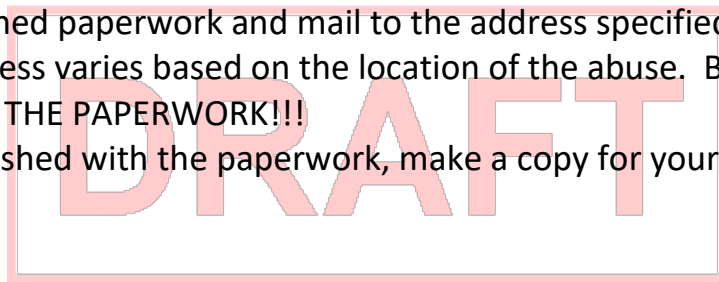 ned paperwork and mail to the address specified
ess varies based on the location of the abuse.  B
THE PAPERWORK!!!
shed with the paperwork, make a copy for your
DRAFT